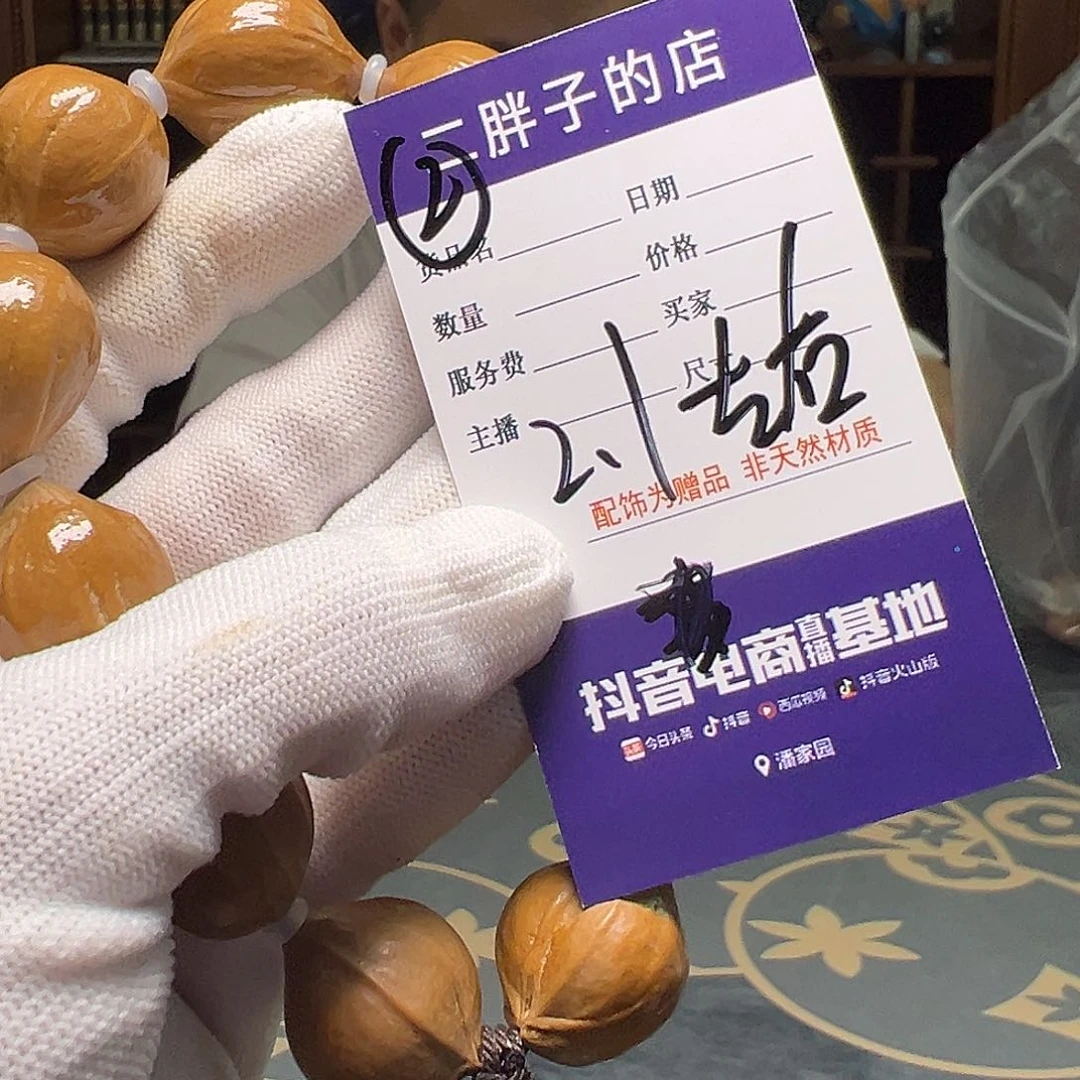 二胖子的店
②
日期
货品名
价格
数量
买家
服务费
尺寸
主播
2.1
配饰为赠品 非天然材质
抖音电商直播基地
今日头条 抖音 西瓜视频 抖音火山版
潘家园